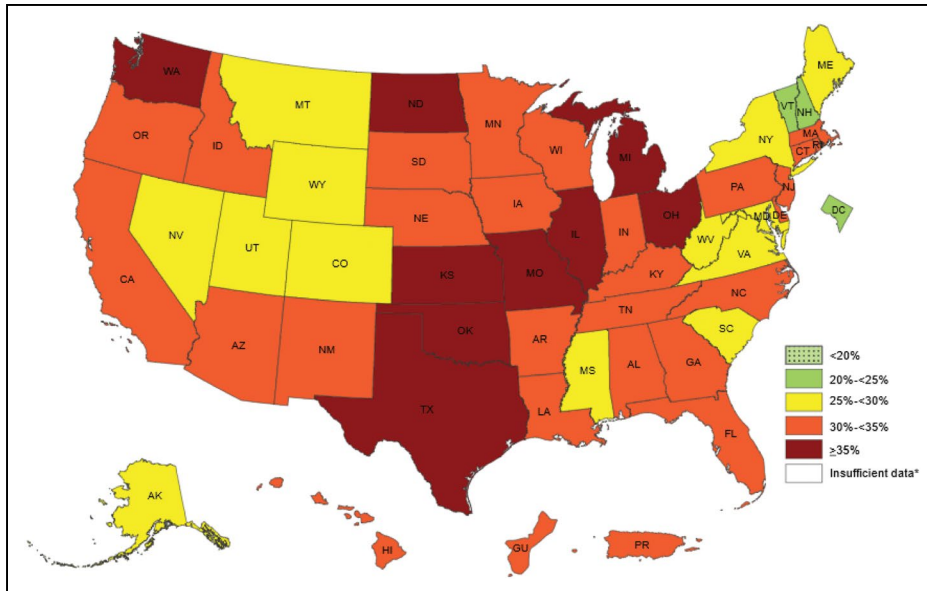 WA
MT
ND
MN
ME
VT
NH
OR
ID
SD
WI
MI
NY
MA
CT
RI
WY
NE
IA
PA
NJ
NV
UT
CO
IL
IN
OH
WV
MD
DE
DC
VA
CA
KS
MO
KY
NC
AZ
NM
OK
AR
TN
SC
MS
AL
GA
TX
LA
FL
AK
HI
GU
PR
<20%
20%-<25%
25%-<30%
30%-<35%
≥35%
Insufficient data*